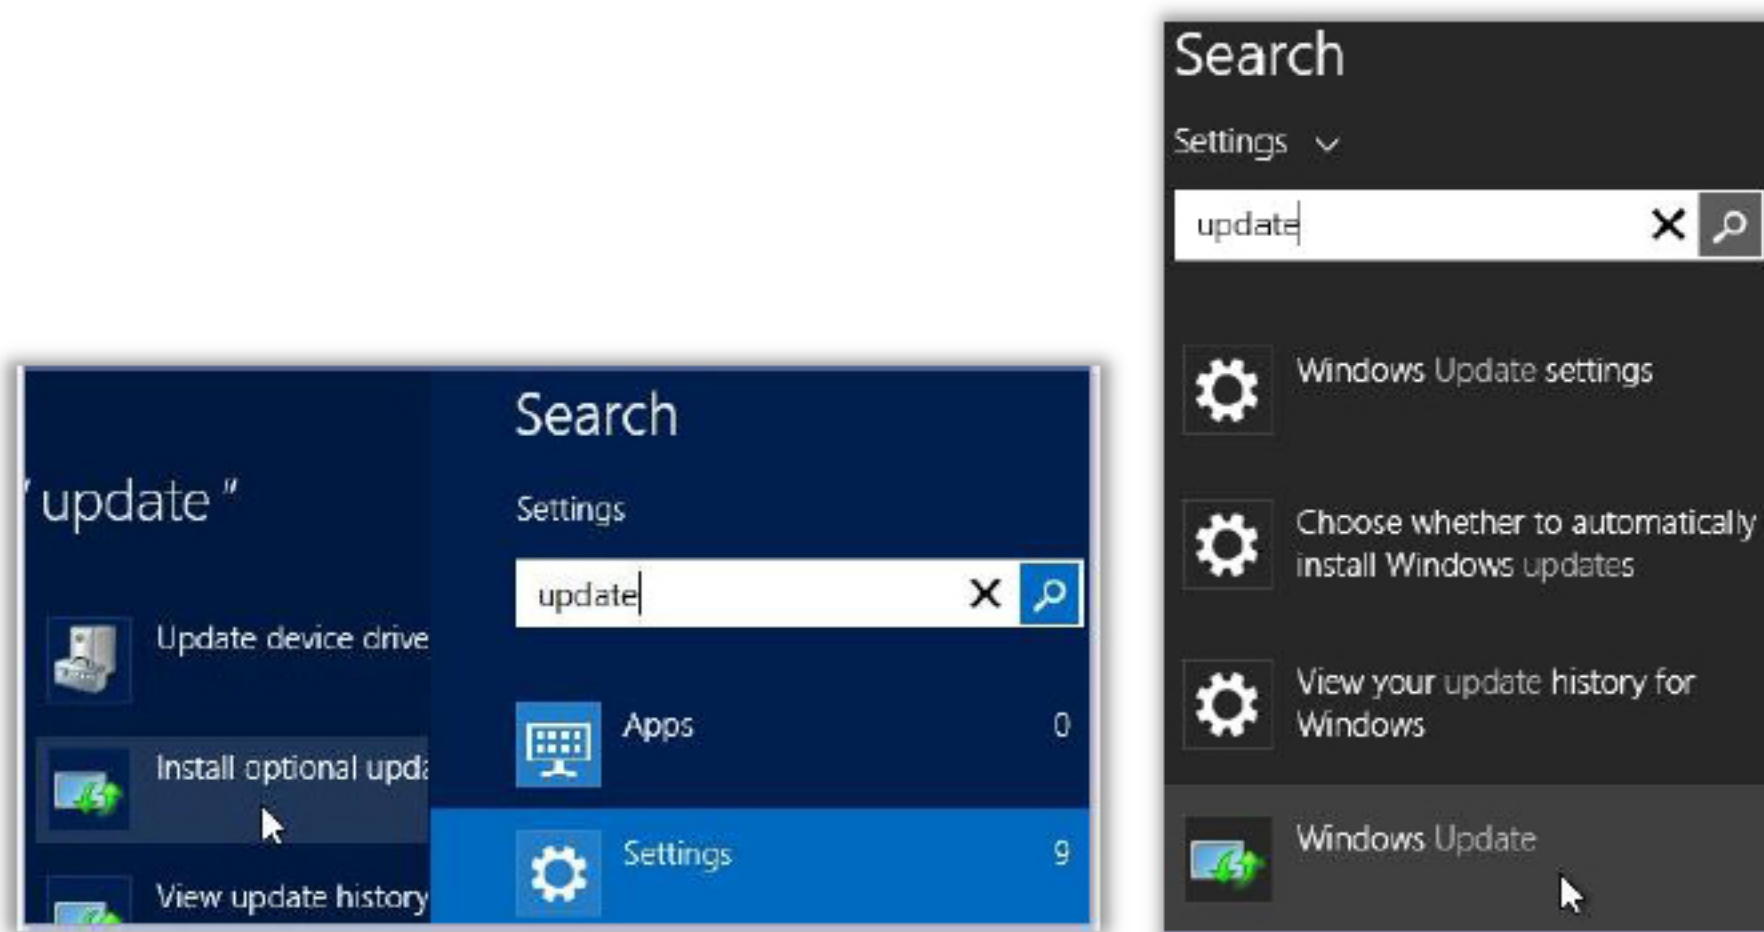 "update"
Update device drive
Install optional upda
View update history
Search
Settings
update
Apps 0
Settings 9
Search
Settings
update
Windows Update settings
Choose whether to automatically
install Windows updates
View your update history for
Windows
Windows Update